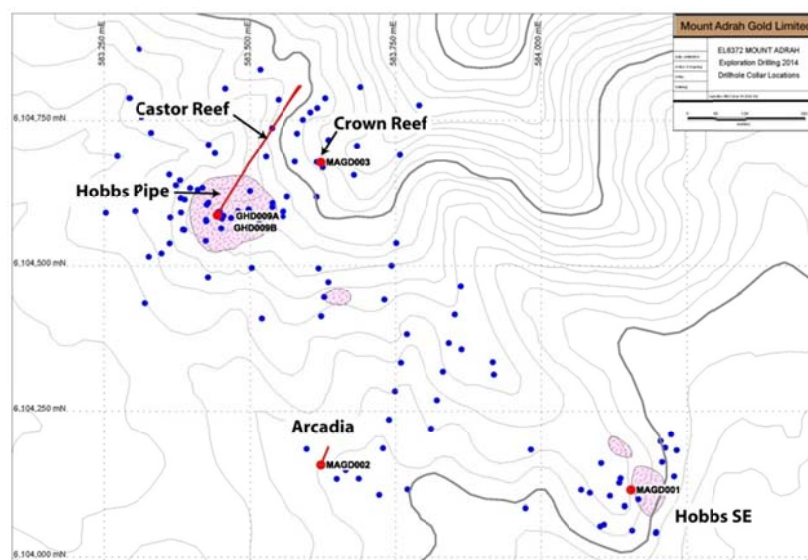 583,250 mE
583,500 mE
583,750 mE
584,000 mE
Mount Adrah Gold Limited
EL6372 MOUNT ADRAH
Exploration Drilling 2014
Drillhole Collar Locations
6,104,750 mN
Castor Reef
Crown Reef
MAGD003
Hobbs Pipe
GHD009A
GHD009B
6,104,500 mN
6,104,250 mN
Arcadia
MAGD002
MAGD001
Hobbs SE
6,104,000 mN